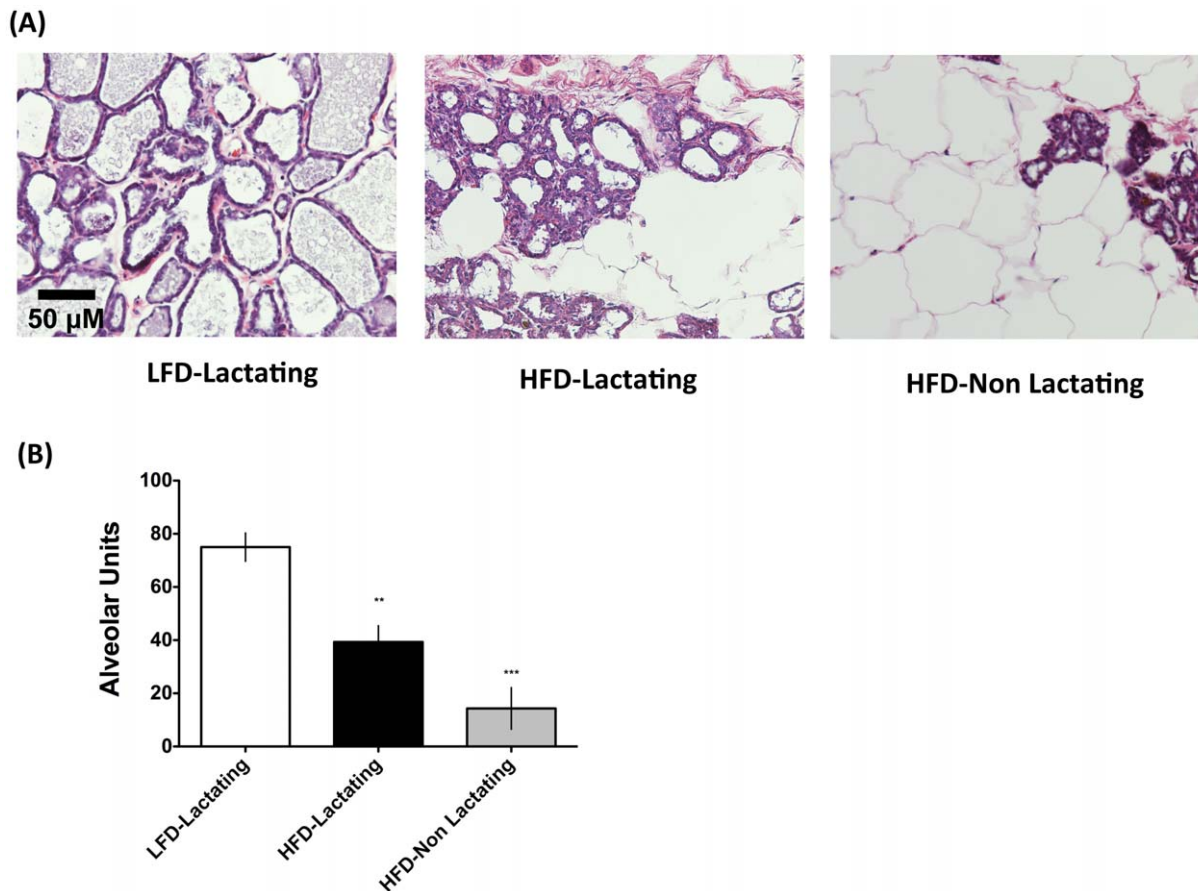 (A)
50 µM
LFD-Lactating
HFD-Lactating
HFD-Non Lactating
(B)
100
80
60
40
20
0
Alveolar Units
**
***
LFD-Lactating
HFD-Lactating
HFD-Non Lactating